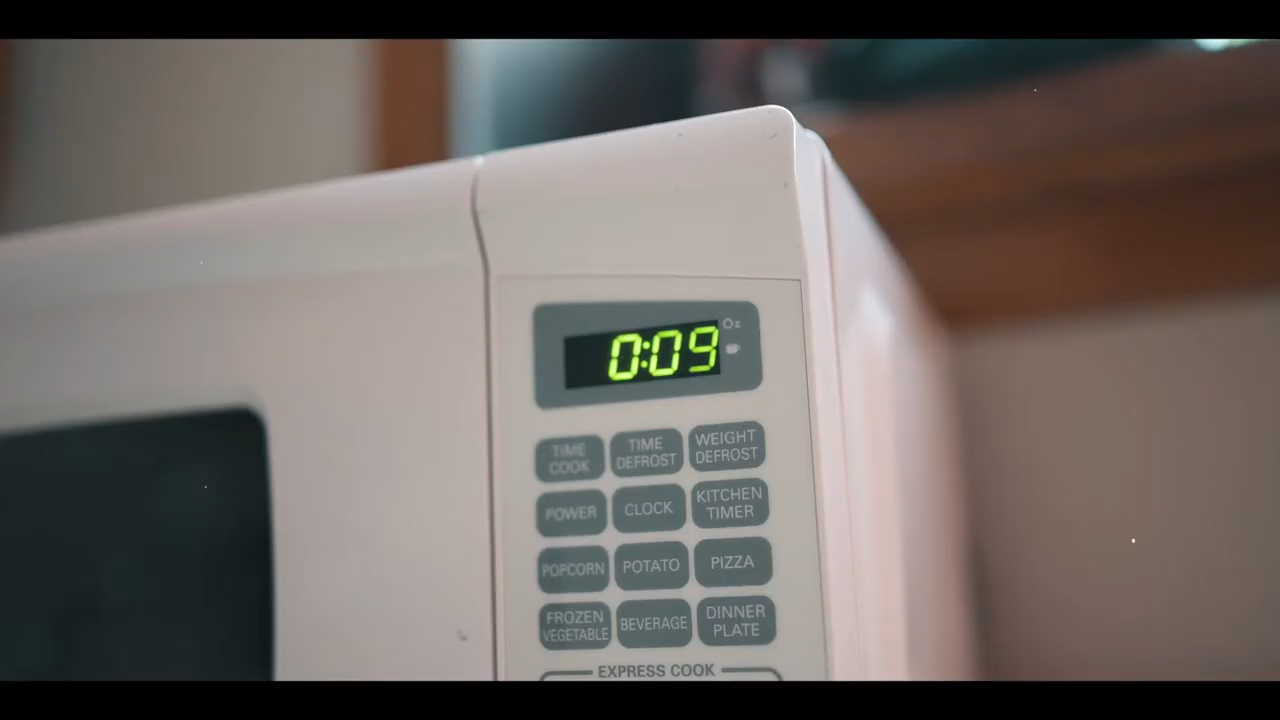 0:09
Oz
TIME
COOK
TIME
DEFROST
WEIGHT
DEFROST
POWER
CLOCK
KITCHEN
TIMER
POPCORN
POTATO
PIZZA
FROZEN
VEGETABLE
BEVERAGE
DINNER
PLATE
EXPRESS COOK